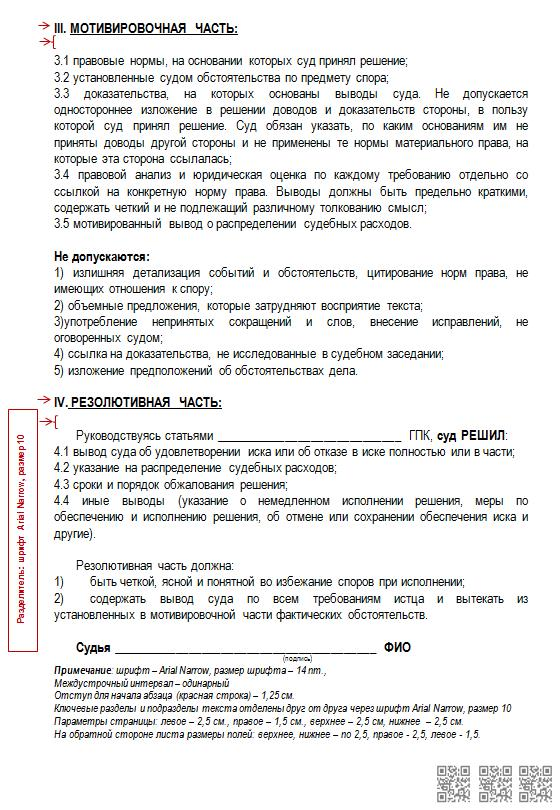 III. МОТИВИРОВОЧНАЯ ЧАСТЬ:
3.1 правовые нормы, на основании которых суд принял решение;
3.2 установленные судом обстоятельства по предмету спора;
3.3 доказательства, на которых основаны выводы суда. Не допускается
одностороннее изложение в решении доводов и доказательств стороны, в пользу
которой суд принял решение. Суд обязан указать, по каким основаниям им не
приняты доводы другой стороны и не применены те нормы материального права, на
которые эта сторона ссылалась;
3.4 правовой анализ и юридическая оценка по каждому требованию отдельно со
ссылкой на конкретную норму права. Выводы должны быть предельно краткими,
содержать четкий и не подлежащий различному толкованию смысл;
3.5 мотивированный вывод о распределении судебных расходов.
Не допускаются:
1) излишняя детализация событий и обстоятельств, цитирование норм права, не
имеющих отношения к спору;
2) объемные предложения, которые затрудняют восприятие текста;
3)употребление непринятых сокращений и слов, внесение исправлений, не
оговоренных судом;
4) ссылка на доказательства, не исследованные в судебном заседании;
5) изложение предположений об обстоятельствах дела.
IV. РЕЗОЛЮТИВНАЯ ЧАСТЬ:
Разделитель: шрифт Arial Narrow, размер 10
Руководствуясь статьями ____________________________ ГПК, суд РЕШИЛ:
4.1 вывод суда об удовлетворении иска или об отказе в иске полностью или в части;
4.2 указание на распределение судебных расходов;
4.3 сроки и порядок обжалования решения;
4.4 иные выводы (указание о немедленном исполнении решения, меры по
обеспечению и исполнению решения, об отмене или сохранении обеспечения иска и
другие).
Резолютивная часть должна:
1) быть четкой, ясной и понятной во избежание споров при исполнении;
2) содержать вывод суда по всем требованиям истца и вытекать из
установленных в мотивировочной части фактических обстоятельств.
Судья ________________________________________ ФИО
(подпись)
Примечание: шрифт – Arial Narrow, размер шрифта – 14 пт.,
Междустрочный интервал – одинарный
Отступ для начала абзаца (красная строка) – 1,25 см.
Ключевые разделы и подразделы текста отделены друг от друга через шрифт Arial Narrow, размер 10
Параметры страницы: левое – 2,5 см., правое – 1,5 см., верхнее – 2,5 см, нижнее – 2,5 см.
На обратной стороне листа размеры полей: верхнее, нижнее – по 2,5, правое - 2,5, левое - 1,5.